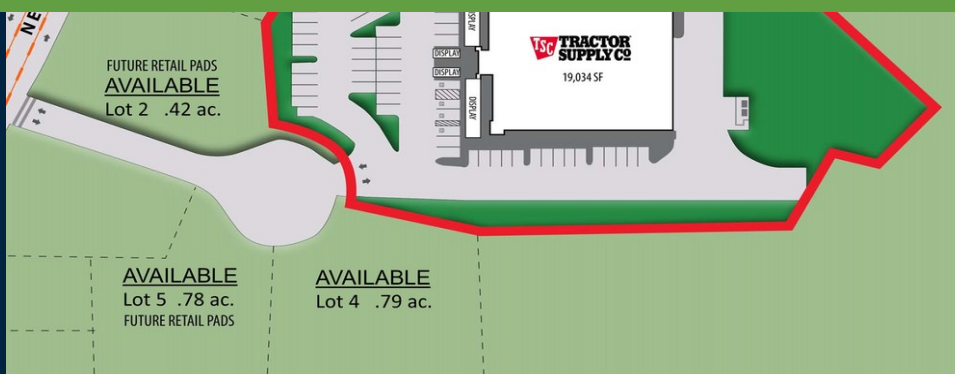 NE
DISPLAY
TSC TRACTOR
SUPPLY CO
19,034 SF
DISPLAY
DISPLAY
DISPLAY
FUTURE RETAIL PADS
AVAILABLE
Lot 2 .42 ac.
AVAILABLE
Lot 5 .78 ac.
FUTURE RETAIL PADS
AVAILABLE
Lot 4 .79 ac.